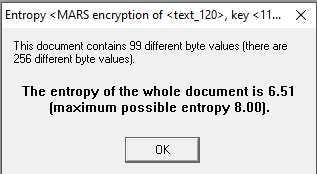 Entropy <MARS encryption of <text_120>, key <11...
This document contains 99 different byte values (there are
256 different byte values).
The entropy of the whole document is 6.51
(maximum possible entropy 8.00).
OK